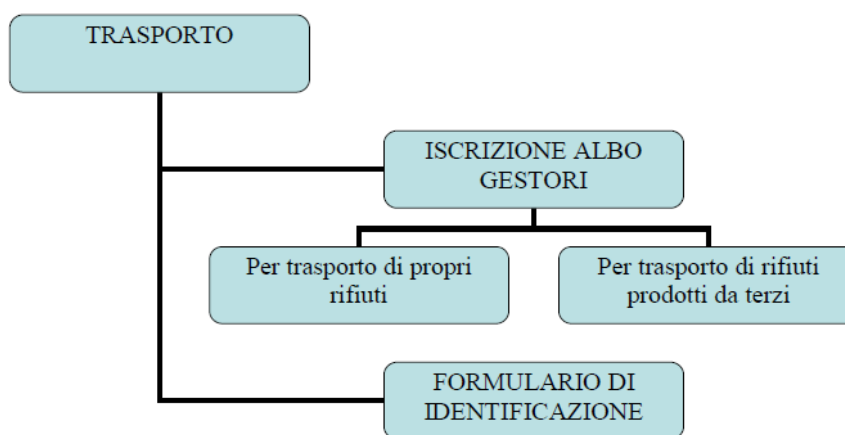 TRASPORTO
ISCRIZIONE ALBO
GESTORI
Per trasporto di propri
rifiuti
Per trasporto di rifiuti
prodotti da terzi
FORMULARIO DI
IDENTIFICAZIONE